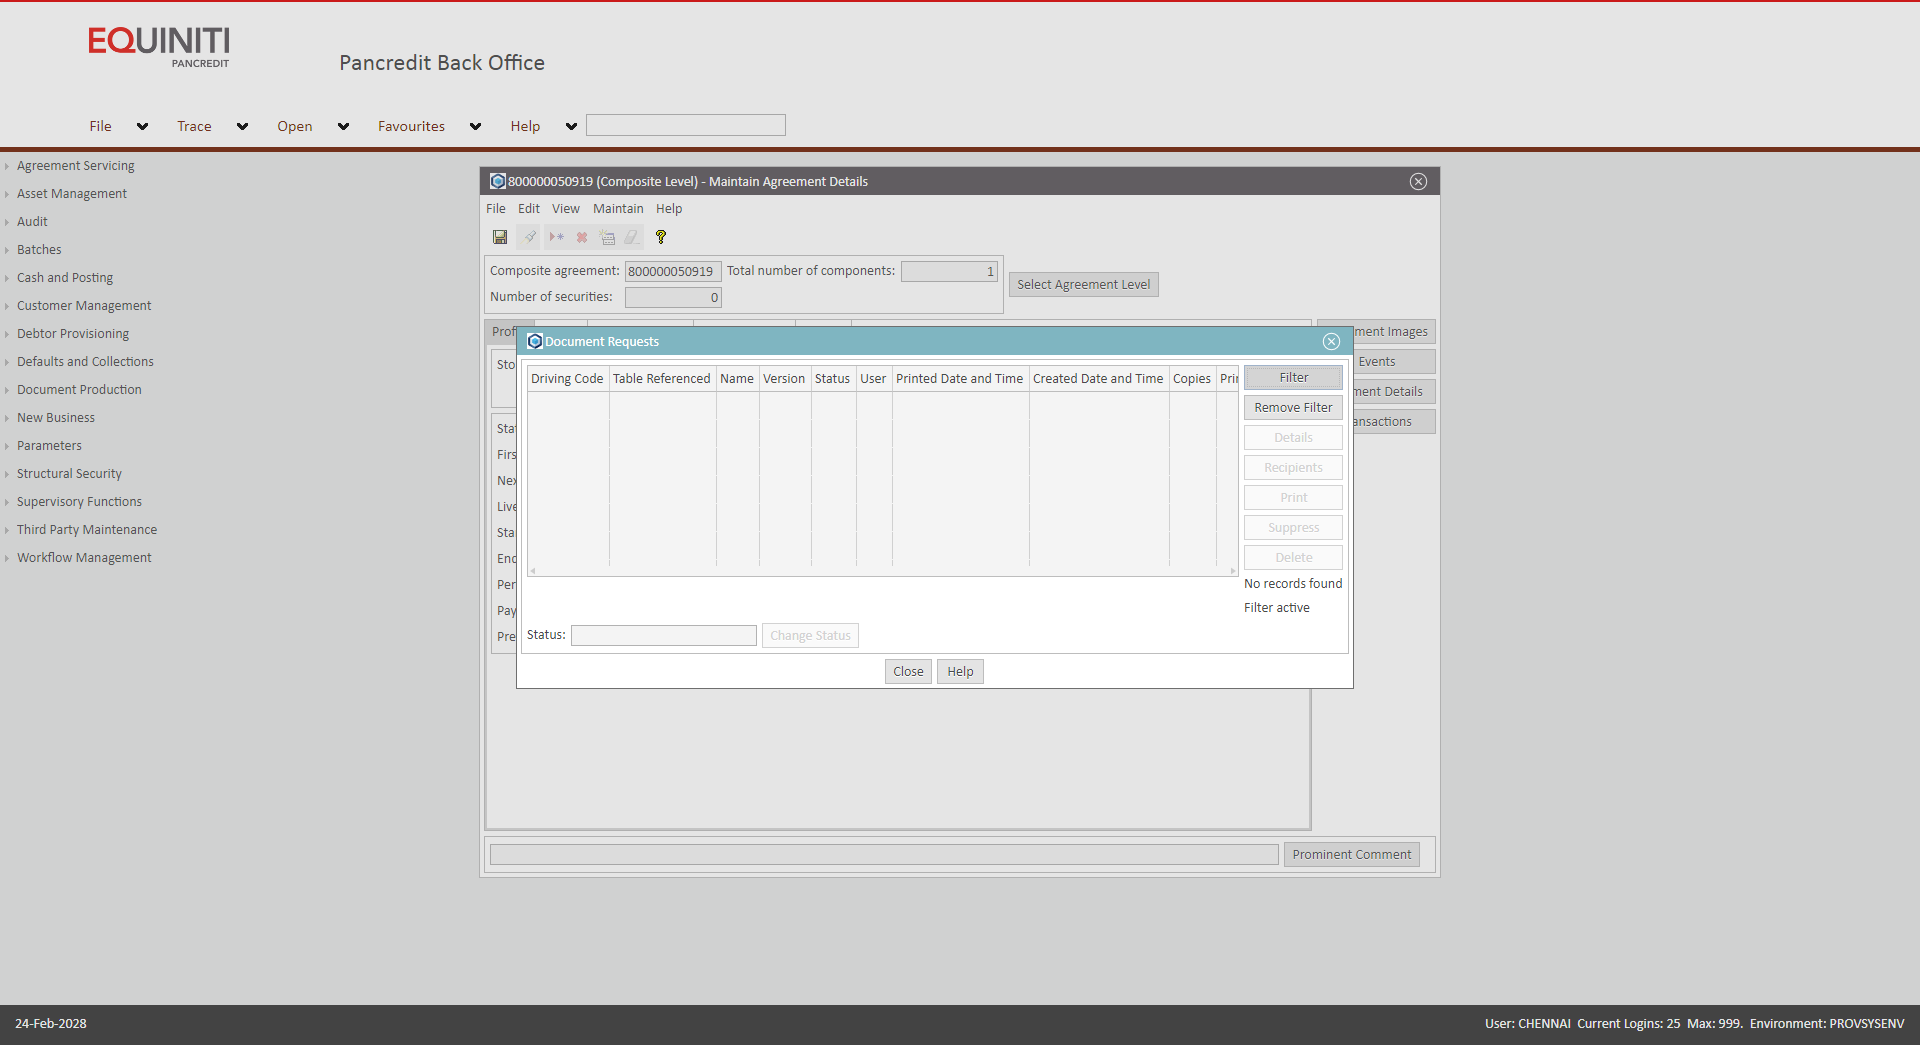 EQUINITI
PANCREDIT
Pancredit Back Office
File Trace Open Favourites Help
Agreement Servicing
Asset Management
Audit
Batches
Cash and Posting
Customer Management
Debtor Provisioning
Defaults and Collections
Document Production
New Business
Parameters
Structural Security
Supervisory Functions
Third Party Maintenance
Workflow Management
800000050919 (Composite Level) - Maintain Agreement Details
File Edit View Maintain Help
Composite agreement: 800000050919 Total number of components: 1
Number of securities: 0
Select Agreement Level
Prof
Sto
Sta
Firs
Nex
Live
Sta
End
Per
Pay
Pre
ment Images
Events
ment Details
ansactions
Document Requests
Driving Code Table Referenced Name Version Status User Printed Date and Time Created Date and Time Copies Pri
Filter
Remove Filter
Details
Recipients
Print
Suppress
Delete
No records found
Filter active
Status: Change Status
Close Help
Prominent Comment
24-Feb-2028
User: CHENNAI Current Logins: 25 Max: 999. Environment: PROVSYSENV